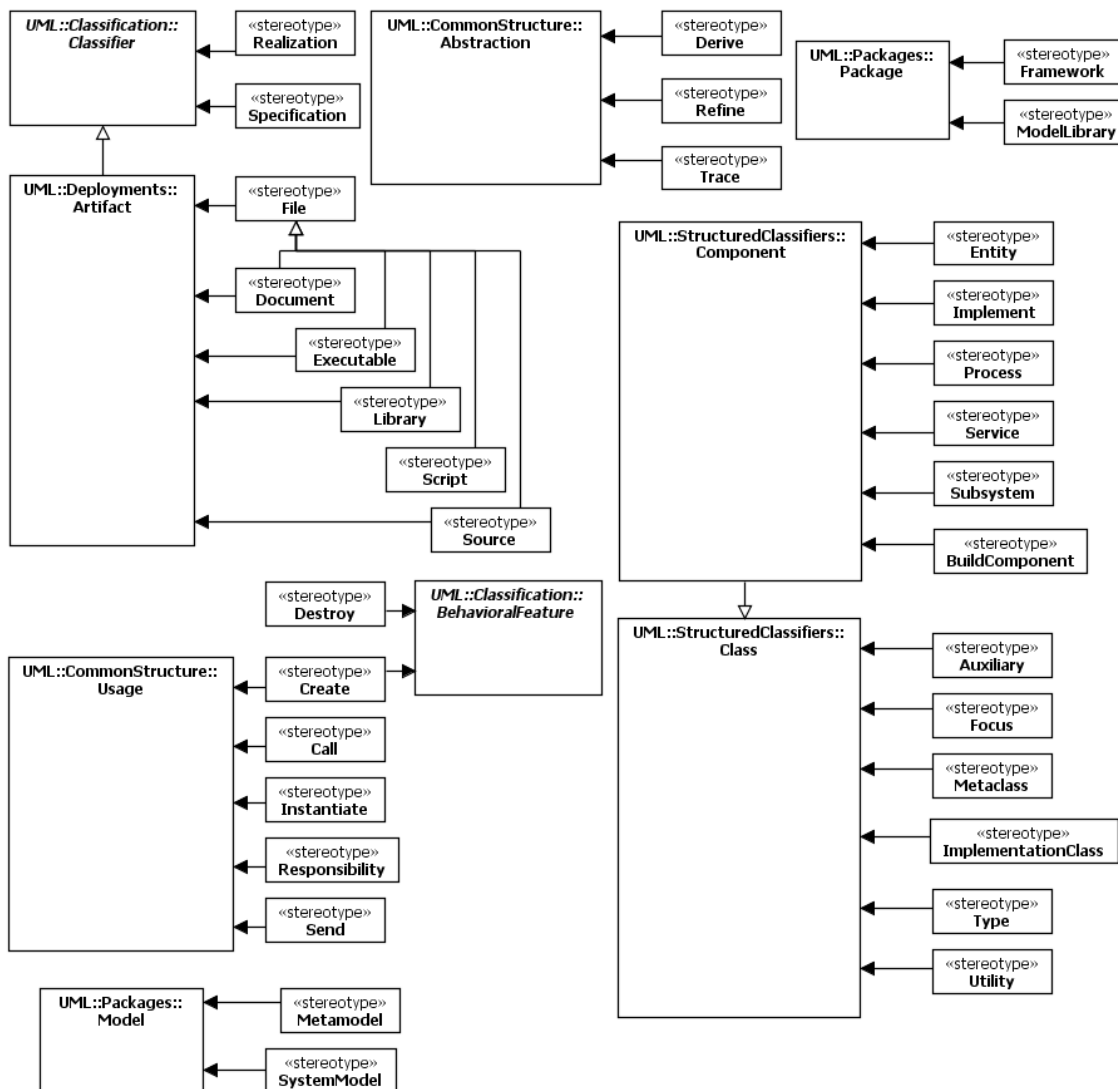 UML::Classification::
Classifier
«stereotype»
Realization
«stereotype»
Specification
UML::CommonStructure::
Abstraction
«stereotype»
Derive
«stereotype»
Refine
«stereotype»
Trace
UML::Packages::
Package
«stereotype»
Framework
«stereotype»
ModelLibrary
UML::Deployments::
Artifact
«stereotype»
File
«stereotype»
Document
«stereotype»
Executable
«stereotype»
Library
«stereotype»
Script
«stereotype»
Source
UML::StructuredClassifiers::
Component
«stereotype»
Entity
«stereotype»
Implement
«stereotype»
Process
«stereotype»
Service
«stereotype»
Subsystem
«stereotype»
BuildComponent
«stereotype»
Destroy
UML::Classification::
BehavioralFeature
UML::CommonStructure::
Usage
«stereotype»
Create
«stereotype»
Call
«stereotype»
Instantiate
«stereotype»
Responsibility
«stereotype»
Send
UML::StructuredClassifiers::
Class
«stereotype»
Auxiliary
«stereotype»
Focus
«stereotype»
Metaclass
«stereotype»
ImplementationClass
«stereotype»
Type
«stereotype»
Utility
UML::Packages::
Model
«stereotype»
Metamodel
«stereotype»
SystemModel